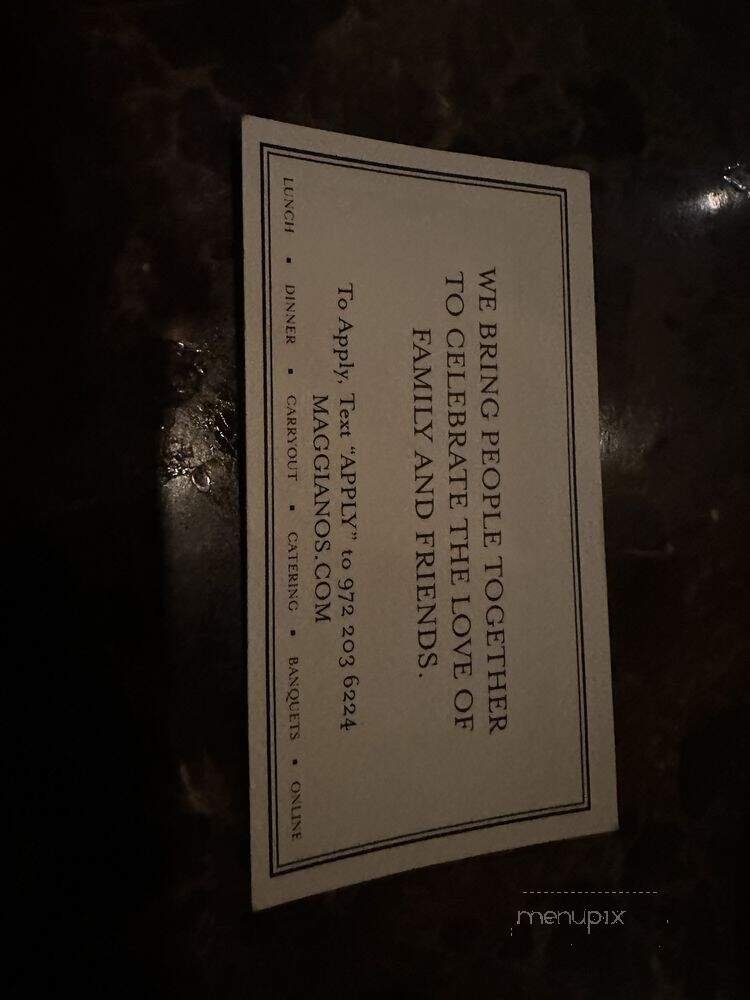 WE BRING PEOPLE TOGETHER
TO CELEBRATE THE LOVE OF
FAMILY AND FRIENDS.
To Apply, Text “APPLY” to 972 203 6224
MAGGIANOS.COM
LUNCH ▪ DINNER ▪ CARRYOUT ▪ CATERING ▪ BANQUETS ▪ ONLINE
menupix